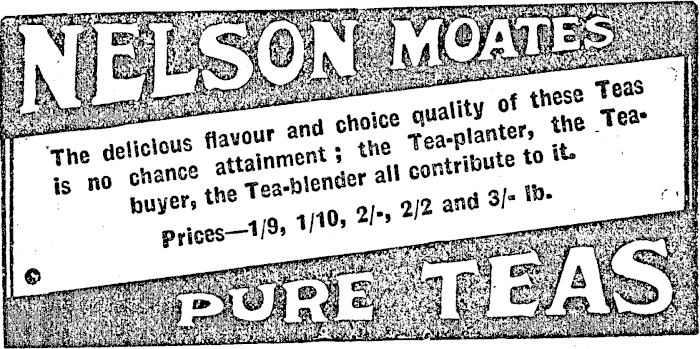 NELSON MOATE'S
The delicious flavour and choice quality of these Teas
is no chance attainment; the Tea-planter, the Tea-
buyer, the Tea-blender all contribute to it.
Prices—1/9, 1/10, 2/-, 2/2 and 3/- lb.
PURE TEAS